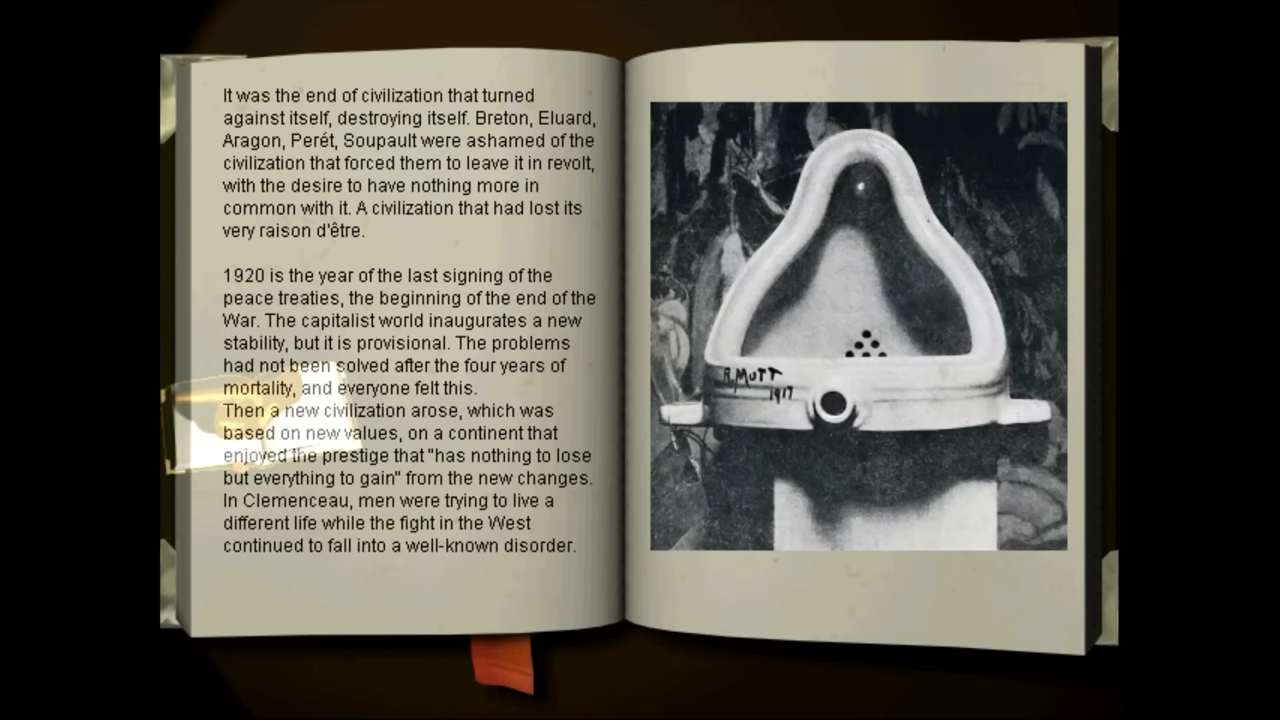 It was the end of civilization that turned
against itself, destroying itself. Breton, Eluard,
Aragon, Perét, Soupault were ashamed of the
civilization that forced them to leave it in revolt,
with the desire to have nothing more in
common with it. A civilization that had lost its
very raison d'être.
1920 is the year of the last signing of the
peace treaties, the beginning of the end of the
War. The capitalist world inaugurates a new
stability, but it is provisional. The problems
had not been solved after the four years of
mortality, and everyone felt this.
Then a new civilization arose, which was
based on new values, on a continent that
enjoyed the prestige that "has nothing to lose
but everything to gain" from the new changes.
In Clemenceau, men were trying to live a
different life while the fight in the West
continued to fall into a well-known disorder.
R. MUTT
1917